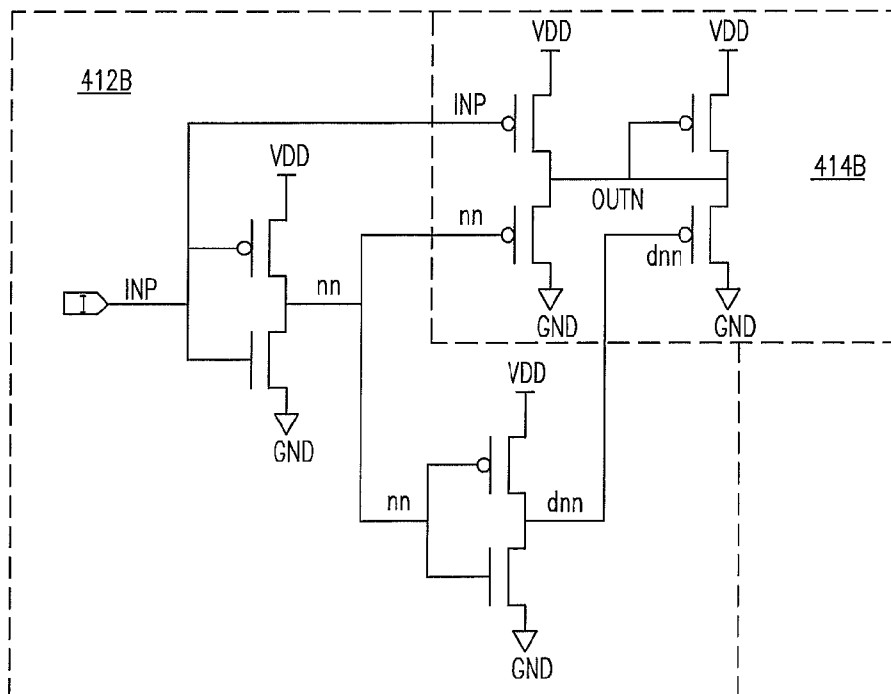 VDD
VDD
412B
INP
VDD
414B
nn
OUTN
dnn
I
INP
nn
GND
GND
VDD
GND
nn
dnn
GND